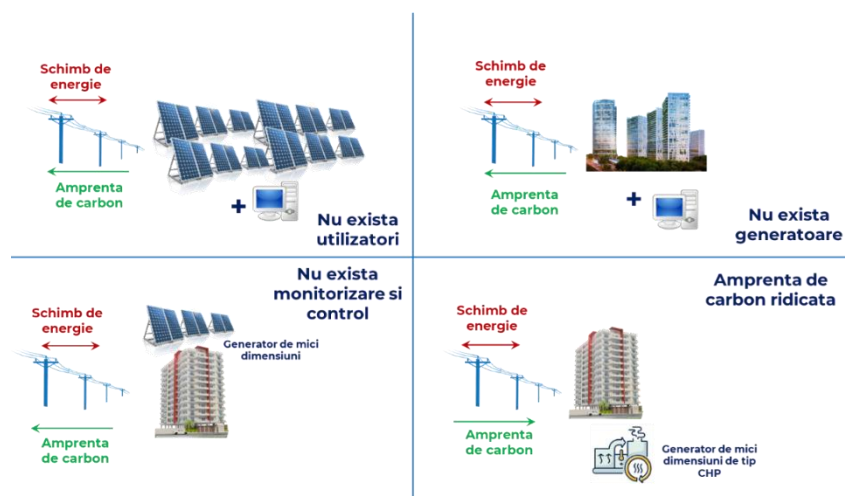 Schimb de
energie
Amprenta
de carbon
+
Nu exista
utilizatori
Schimb de
energie
Amprenta
de carbon
+
Nu exista
generatoare
Nu exista
monitorizare si
control
Schimb de
energie
Generator de mici
dimensiuni
Amprenta
de carbon
Amprenta de
carbon ridicata
Schimb de
energie
Amprenta
de carbon
Generator de mici
dimensiuni de tip
CHP